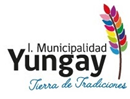 I. Municipalidad
Yungay
Tierra de Tradiciones